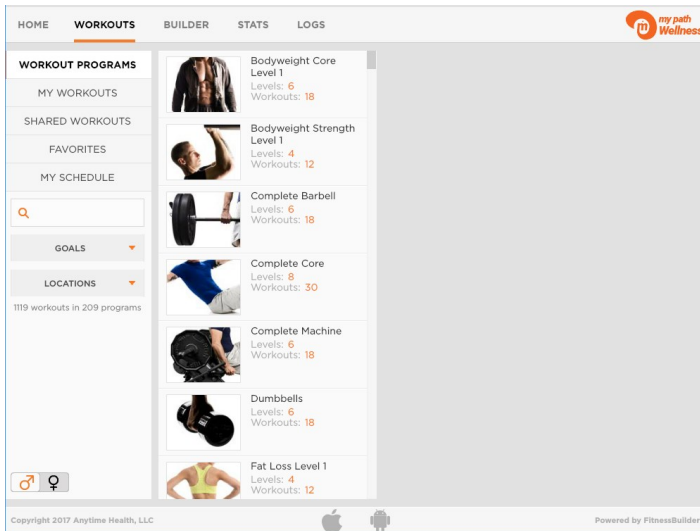 HOME WORKOUTS BUILDER STATS LOGS
my path
Wellness
WORKOUT PROGRAMS
MY WORKOUTS
SHARED WORKOUTS
FAVORITES
MY SCHEDULE
GOALS
LOCATIONS
1119 workouts in 209 programs
Bodyweight Core
Level 1
Levels: 6
Workouts: 18
Bodyweight Strength
Level 1
Levels: 4
Workouts: 12
Complete Barbell
Levels: 6
Workouts: 18
Complete Core
Levels: 8
Workouts: 30
Complete Machine
Levels: 6
Workouts: 18
Dumbbells
Levels: 6
Workouts: 18
Fat Loss Level 1
Levels: 4
Workouts: 12
Copyright 2017 Anytime Health, LLC
Powered by FitnessBuilder